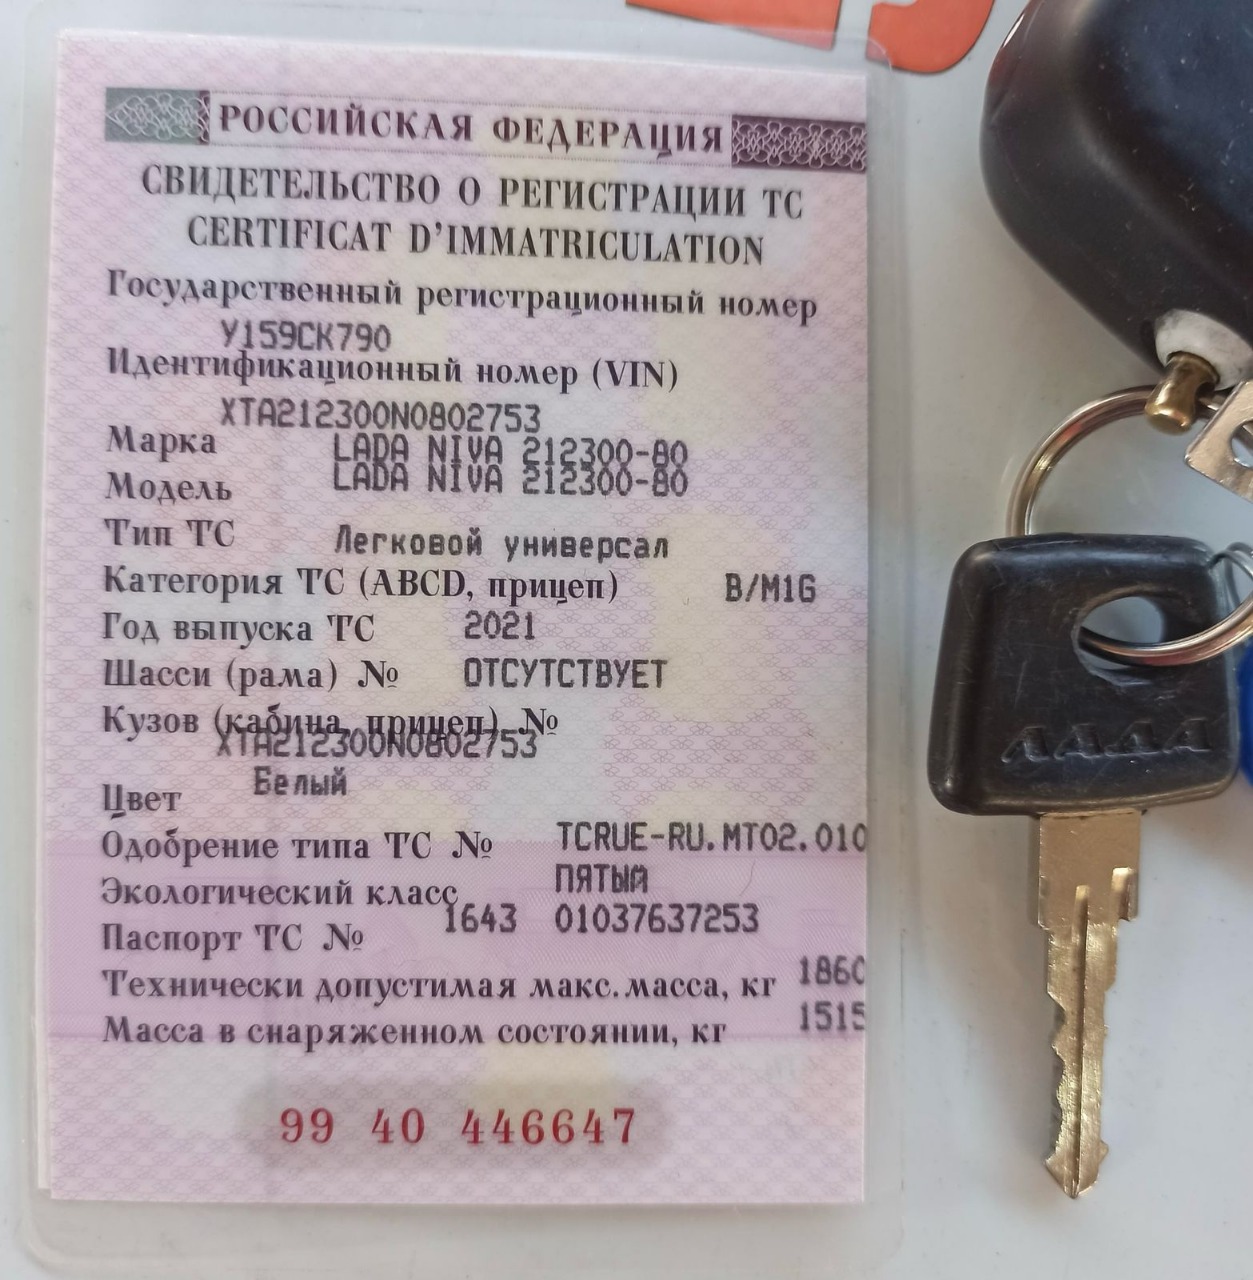 РОССИЙСКАЯ ФЕДЕРАЦИЯ
СВИДЕТЕЛЬСТВО О РЕГИСТРАЦИИ ТС
CERTIFICAT D'IMMATRICULATION
Государственный регистрационный номер
У159СК790
Идентификационный номер (VIN)
XTA212300N0802753
Марка LADA NIVA 212300-80
Модель LADA NIVA 212300-80
Тип ТС Легковой универсал
Категория ТС (ABCD, прицеп) B/M1G
Год выпуска ТС 2021
Шасси (рама) № ОТСУТСТВУЕТ
Кузов (кабина, прицеп) №
XTA212300N0802753
Цвет Белый
Одобрение типа ТС № TCRUE-RU.MT02.010
Экологический класс ПЯТЫЙ
Паспорт ТС № 1643 01037637253
Технически допустимая макс.масса, кг 1860
Масса в снаряженном состоянии, кг 1515
99 40 446647
ЛАДА